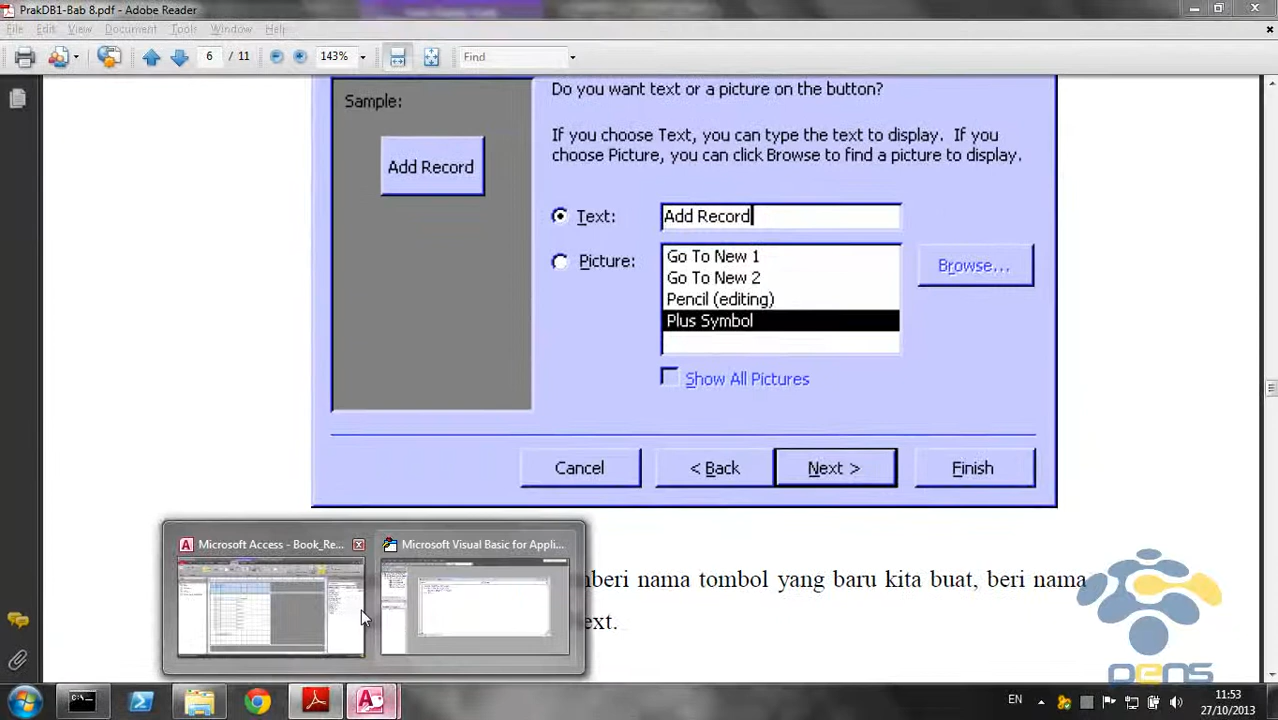 PrakDB1-Bab 8.pdf - Adobe Reader
File Edit View Document Tools Window Help
6 / 11 143% Find
Sample:
Add Record
Do you want text or a picture on the button?
If you choose Text, you can type the text to display. If you
choose Picture, you can click Browse to find a picture to display.
Text: Add Record
Picture: Go To New 1
Go To New 2
Pencil (editing)
Plus Symbol
Browse...
Show All Pictures
Cancel < Back Next > Finish
Microsoft Access - Book_Re... Microsoft Visual Basic for Appli...
nberi nama tombol yang baru kita buat, beri nama
ext.
PENS
EN 11:53
27/10/2013